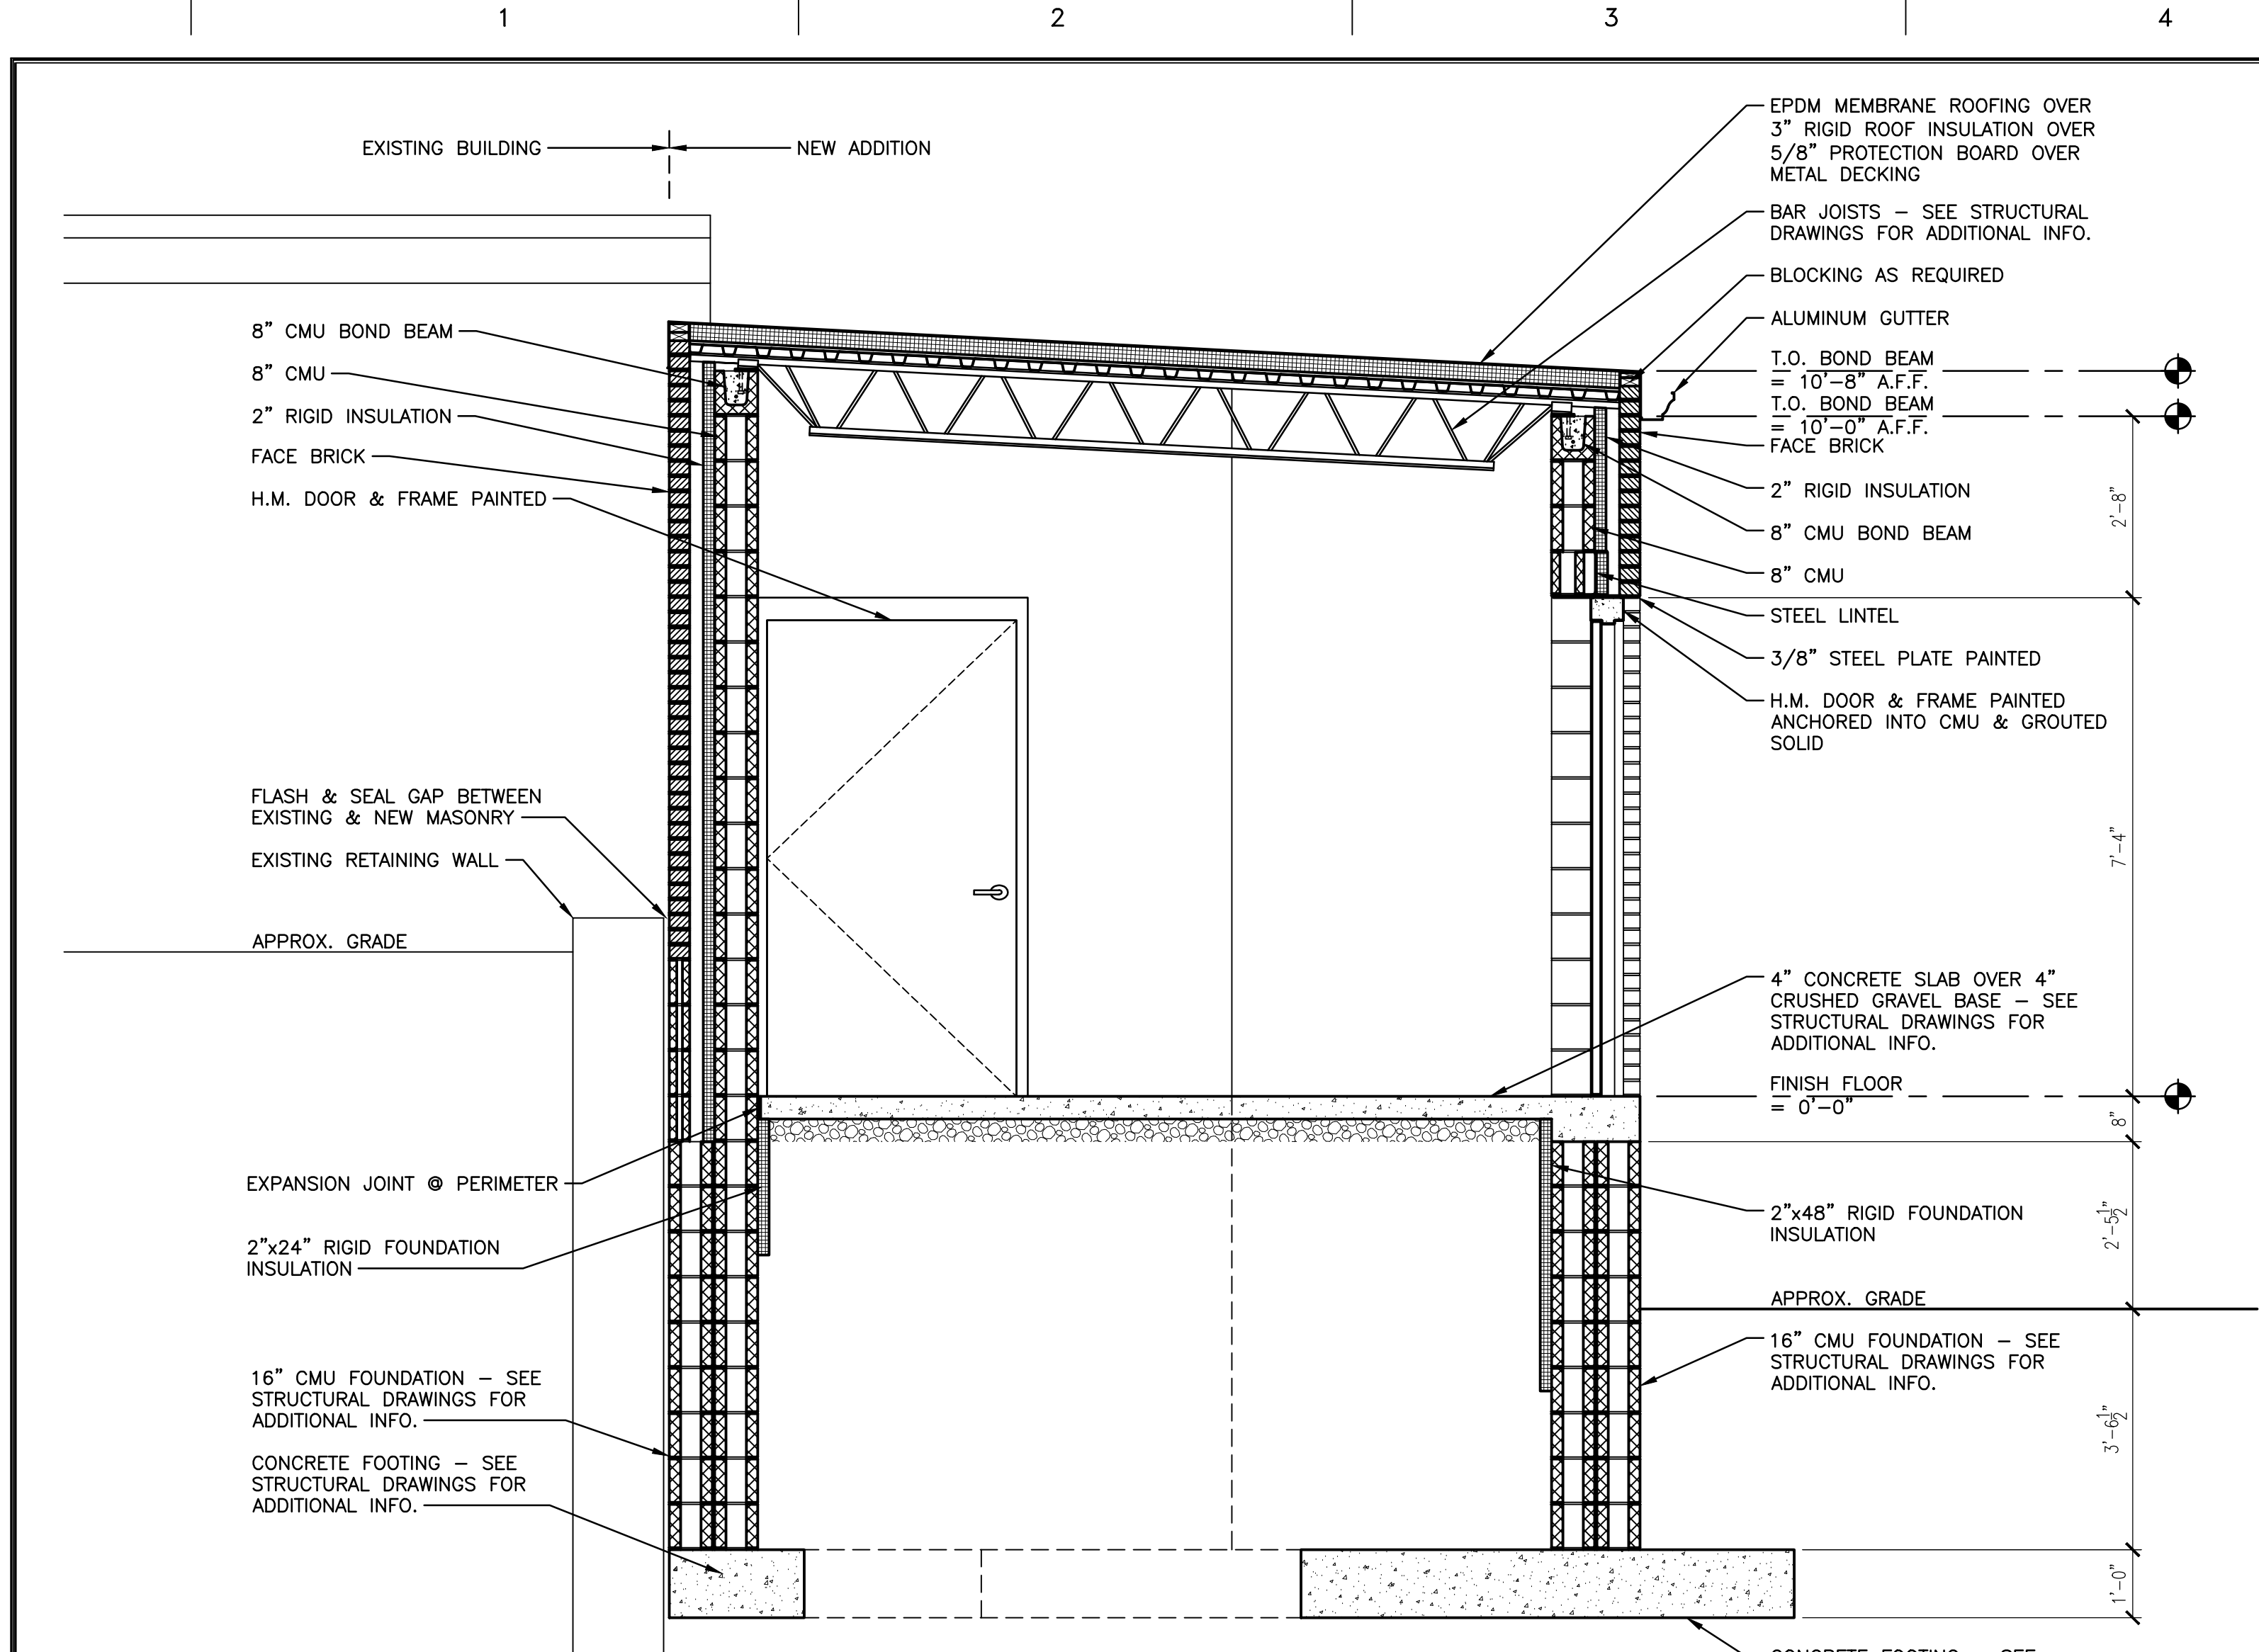 1
2
3
4
EXISTING BUILDING
NEW ADDITION
8" CMU BOND BEAM
8" CMU
2" RIGID INSULATION
FACE BRICK
H.M. DOOR & FRAME PAINTED
FLASH & SEAL GAP BETWEEN
EXISTING & NEW MASONRY
EXISTING RETAINING WALL
APPROX. GRADE
EXPANSION JOINT @ PERIMETER
2"x24" RIGID FOUNDATION
INSULATION
16" CMU FOUNDATION – SEE
STRUCTURAL DRAWINGS FOR
ADDITIONAL INFO.
CONCRETE FOOTING – SEE
STRUCTURAL DRAWINGS FOR
ADDITIONAL INFO.
EPDM MEMBRANE ROOFING OVER
3" RIGID ROOF INSULATION OVER
5/8" PROTECTION BOARD OVER
METAL DECKING
BAR JOISTS – SEE STRUCTURAL
DRAWINGS FOR ADDITIONAL INFO.
BLOCKING AS REQUIRED
ALUMINUM GUTTER
T.O. BOND BEAM
= 10'-8" A.F.F.
T.O. BOND BEAM
= 10'-0" A.F.F.
FACE BRICK
2" RIGID INSULATION
8" CMU BOND BEAM
8" CMU
STEEL LINTEL
3/8" STEEL PLATE PAINTED
H.M. DOOR & FRAME PAINTED
ANCHORED INTO CMU & GROUTED
SOLID
4" CONCRETE SLAB OVER 4"
CRUSHED GRAVEL BASE – SEE
STRUCTURAL DRAWINGS FOR
ADDITIONAL INFO.
FINISH FLOOR
= 0'-0"
2"x48" RIGID FOUNDATION
INSULATION
APPROX. GRADE
16" CMU FOUNDATION – SEE
STRUCTURAL DRAWINGS FOR
ADDITIONAL INFO.
CONCRETE FOOTING – SEE
2'-8"
7'-4"
8"
2'-5 1/2"
3'-6 1/2"
1'-0"